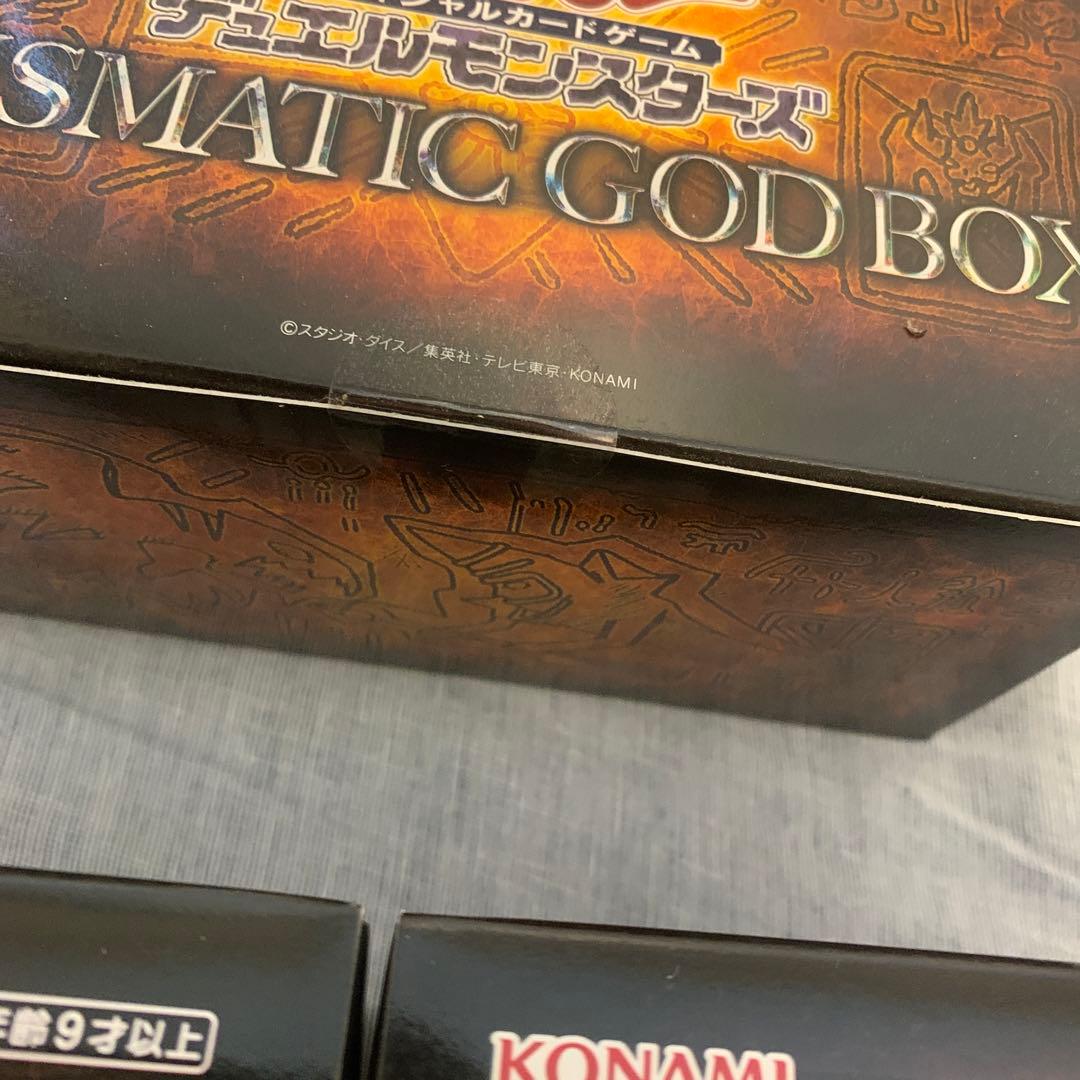 ィシャルカードゲーム
デュエルモンスターズ
SMATIC GOD BOX
©スタジオ・ダイス／集英社・テレビ東京・KONAMI
年齢9才以上
KONAMI